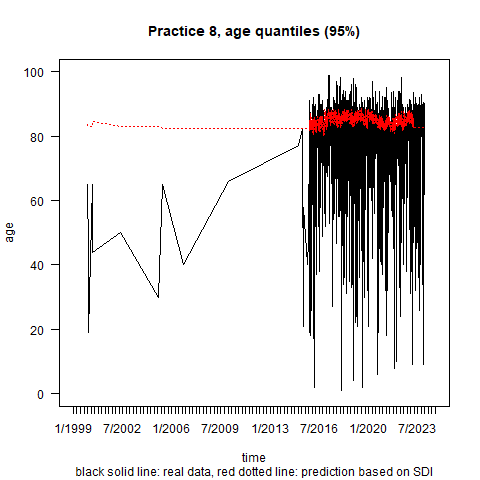 Practice 8, age quantiles (95%)
100
80
60
40
20
0
age
1/1999 7/2002 1/2006 7/2009 1/2013 7/2016 1/2020 7/2023
time
black solid line: real data, red dotted line: prediction based on SDI